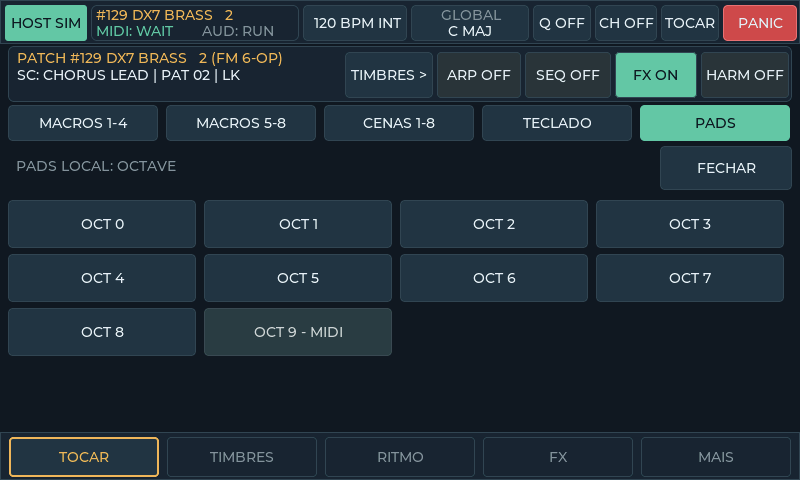 HOST SIM
#129 DX7 BRASS 2
MIDI: WAIT AUD: RUN
120 BPM INT
GLOBAL
C MAJ
Q OFF
CH OFF
TOCAR
PANIC
PATCH #129 DX7 BRASS 2 (FM 6-OP)
SC: CHORUS LEAD | PAT 02 | LK
TIMBRES >
ARP OFF
SEQ OFF
FX ON
HARM OFF
MACROS 1-4
MACROS 5-8
CENAS 1-8
TECLADO
PADS
PADS LOCAL: OCTAVE
FECHAR
OCT 0
OCT 1
OCT 2
OCT 3
OCT 4
OCT 5
OCT 6
OCT 7
OCT 8
OCT 9 - MIDI
TOCAR
TIMBRES
RITMO
FX
MAIS